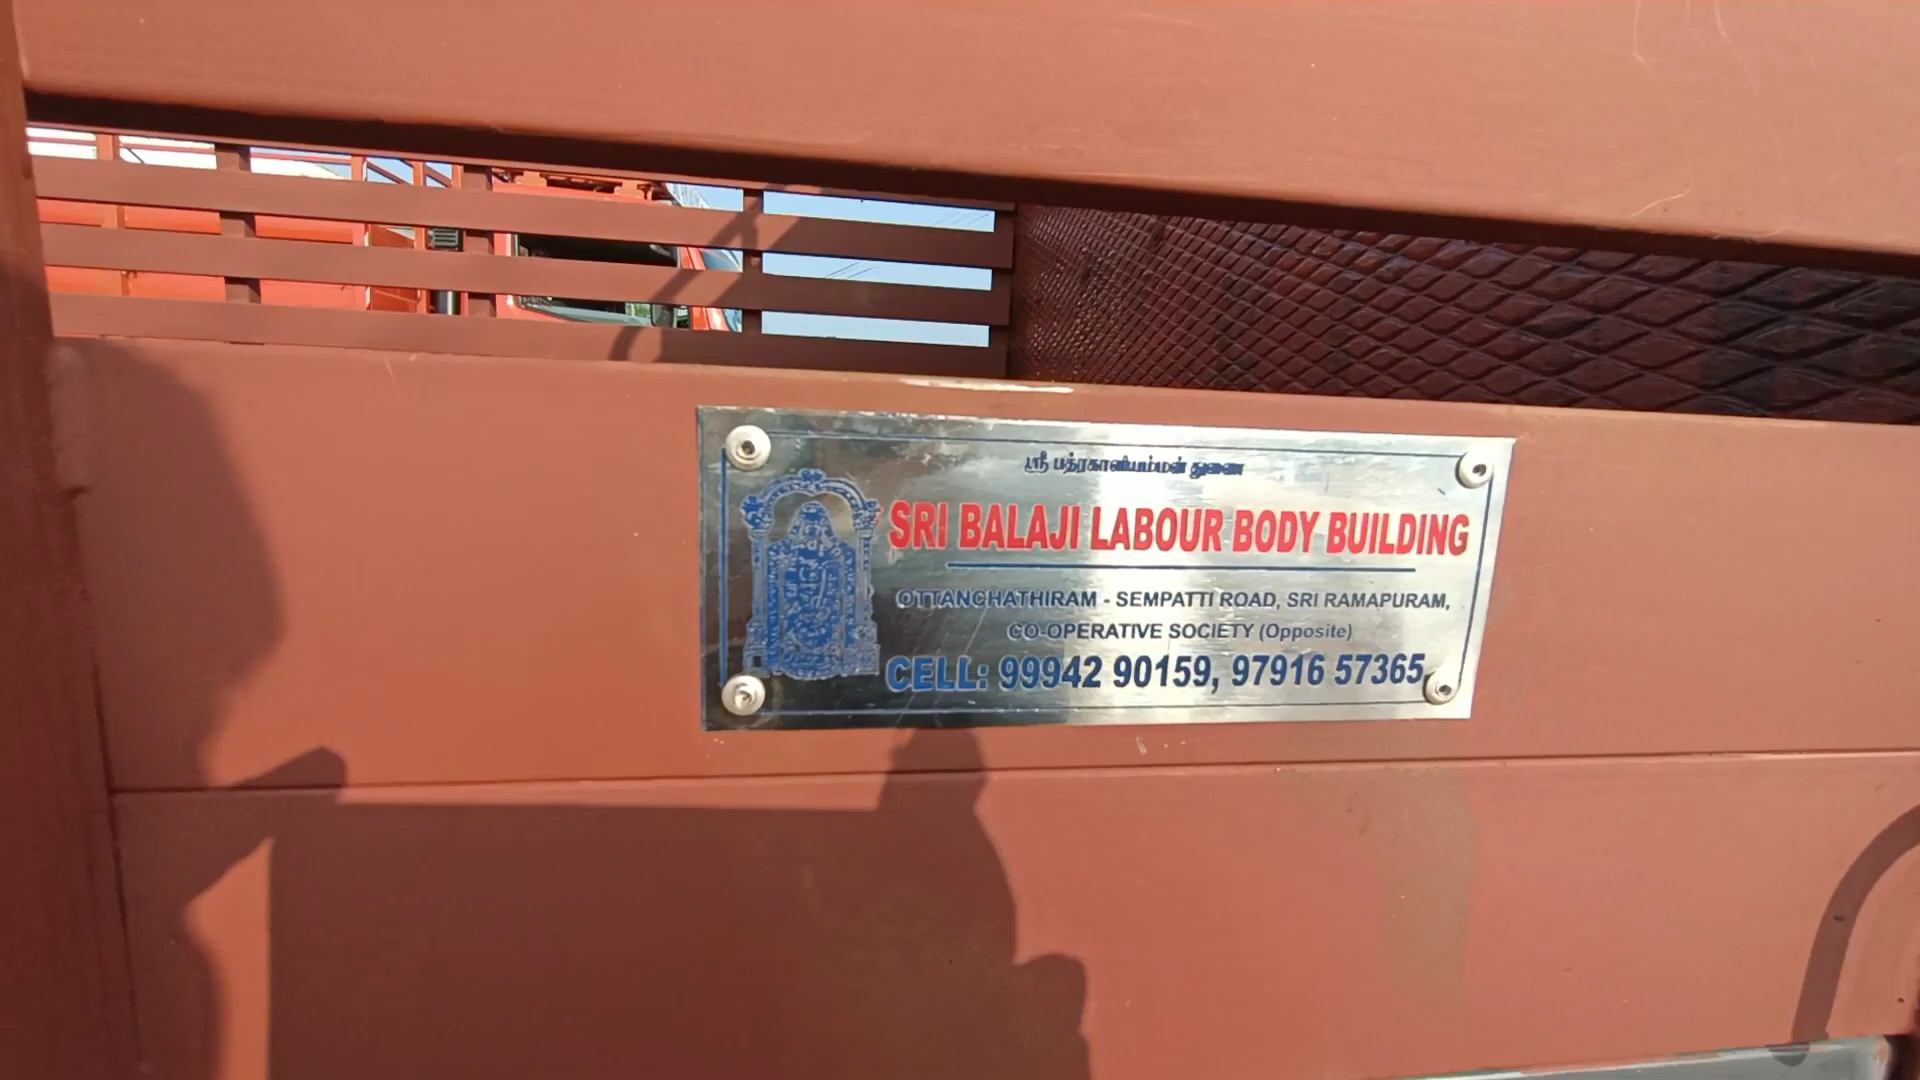 ஸ்ரீ பத்ரகாளியம்மன் துணை
SRI BALAJI LABOUR BODY BUILDING
OTTANCHATHIRAM - SEMPATTI ROAD, SRI RAMAPURAM,
CO-OPERATIVE SOCIETY (Opposite)
CELL: 99942 90159, 97916 57365,